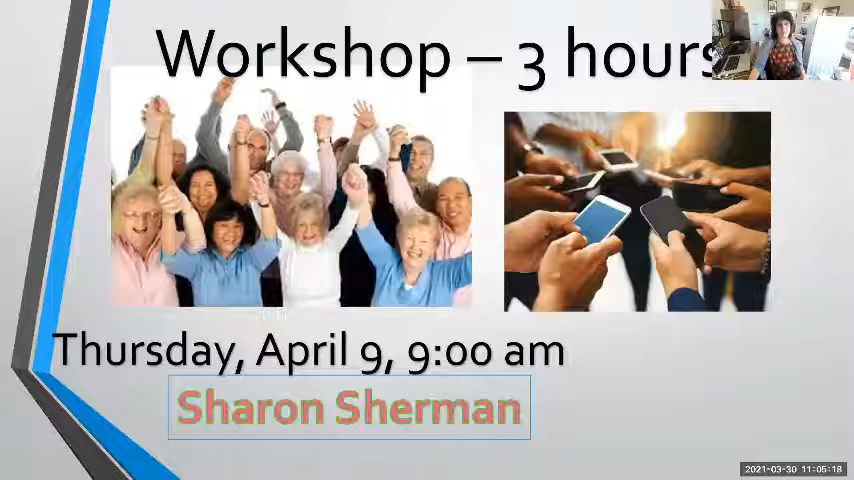 Workshop – 3 hours
Thursday, April 9, 9:00 am
Sharon Sherman
2021-03-30 11:05:18